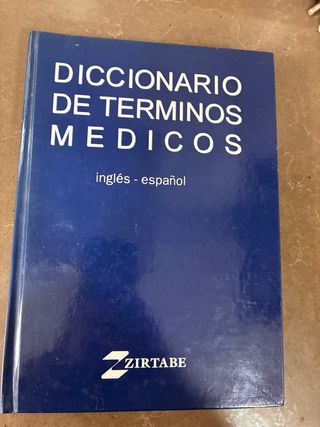 DICCIONARIO
DE TERMINOS
MEDICOS
inglés - español
ZIRTABE